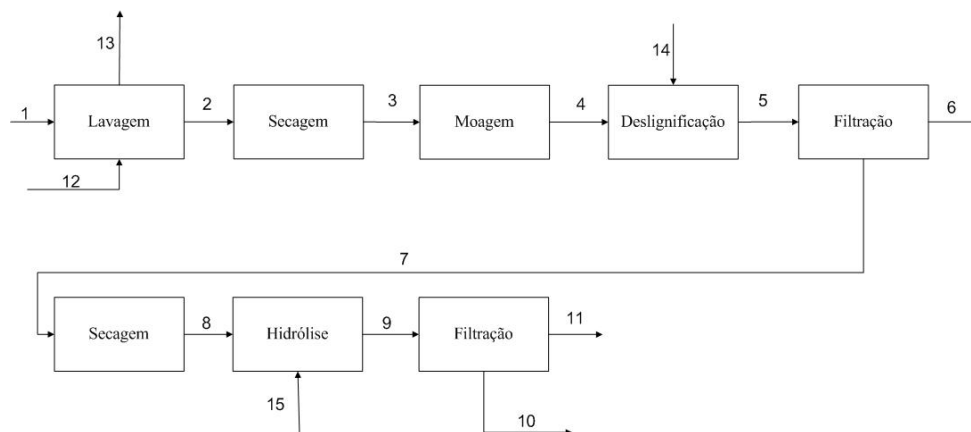 13
14
1
Lavagem
2
Secagem
3
Moagem
4
Deslignificação
5
Filtração
6
12
7
Secagem
8
Hidrólise
9
Filtração
11
15
10